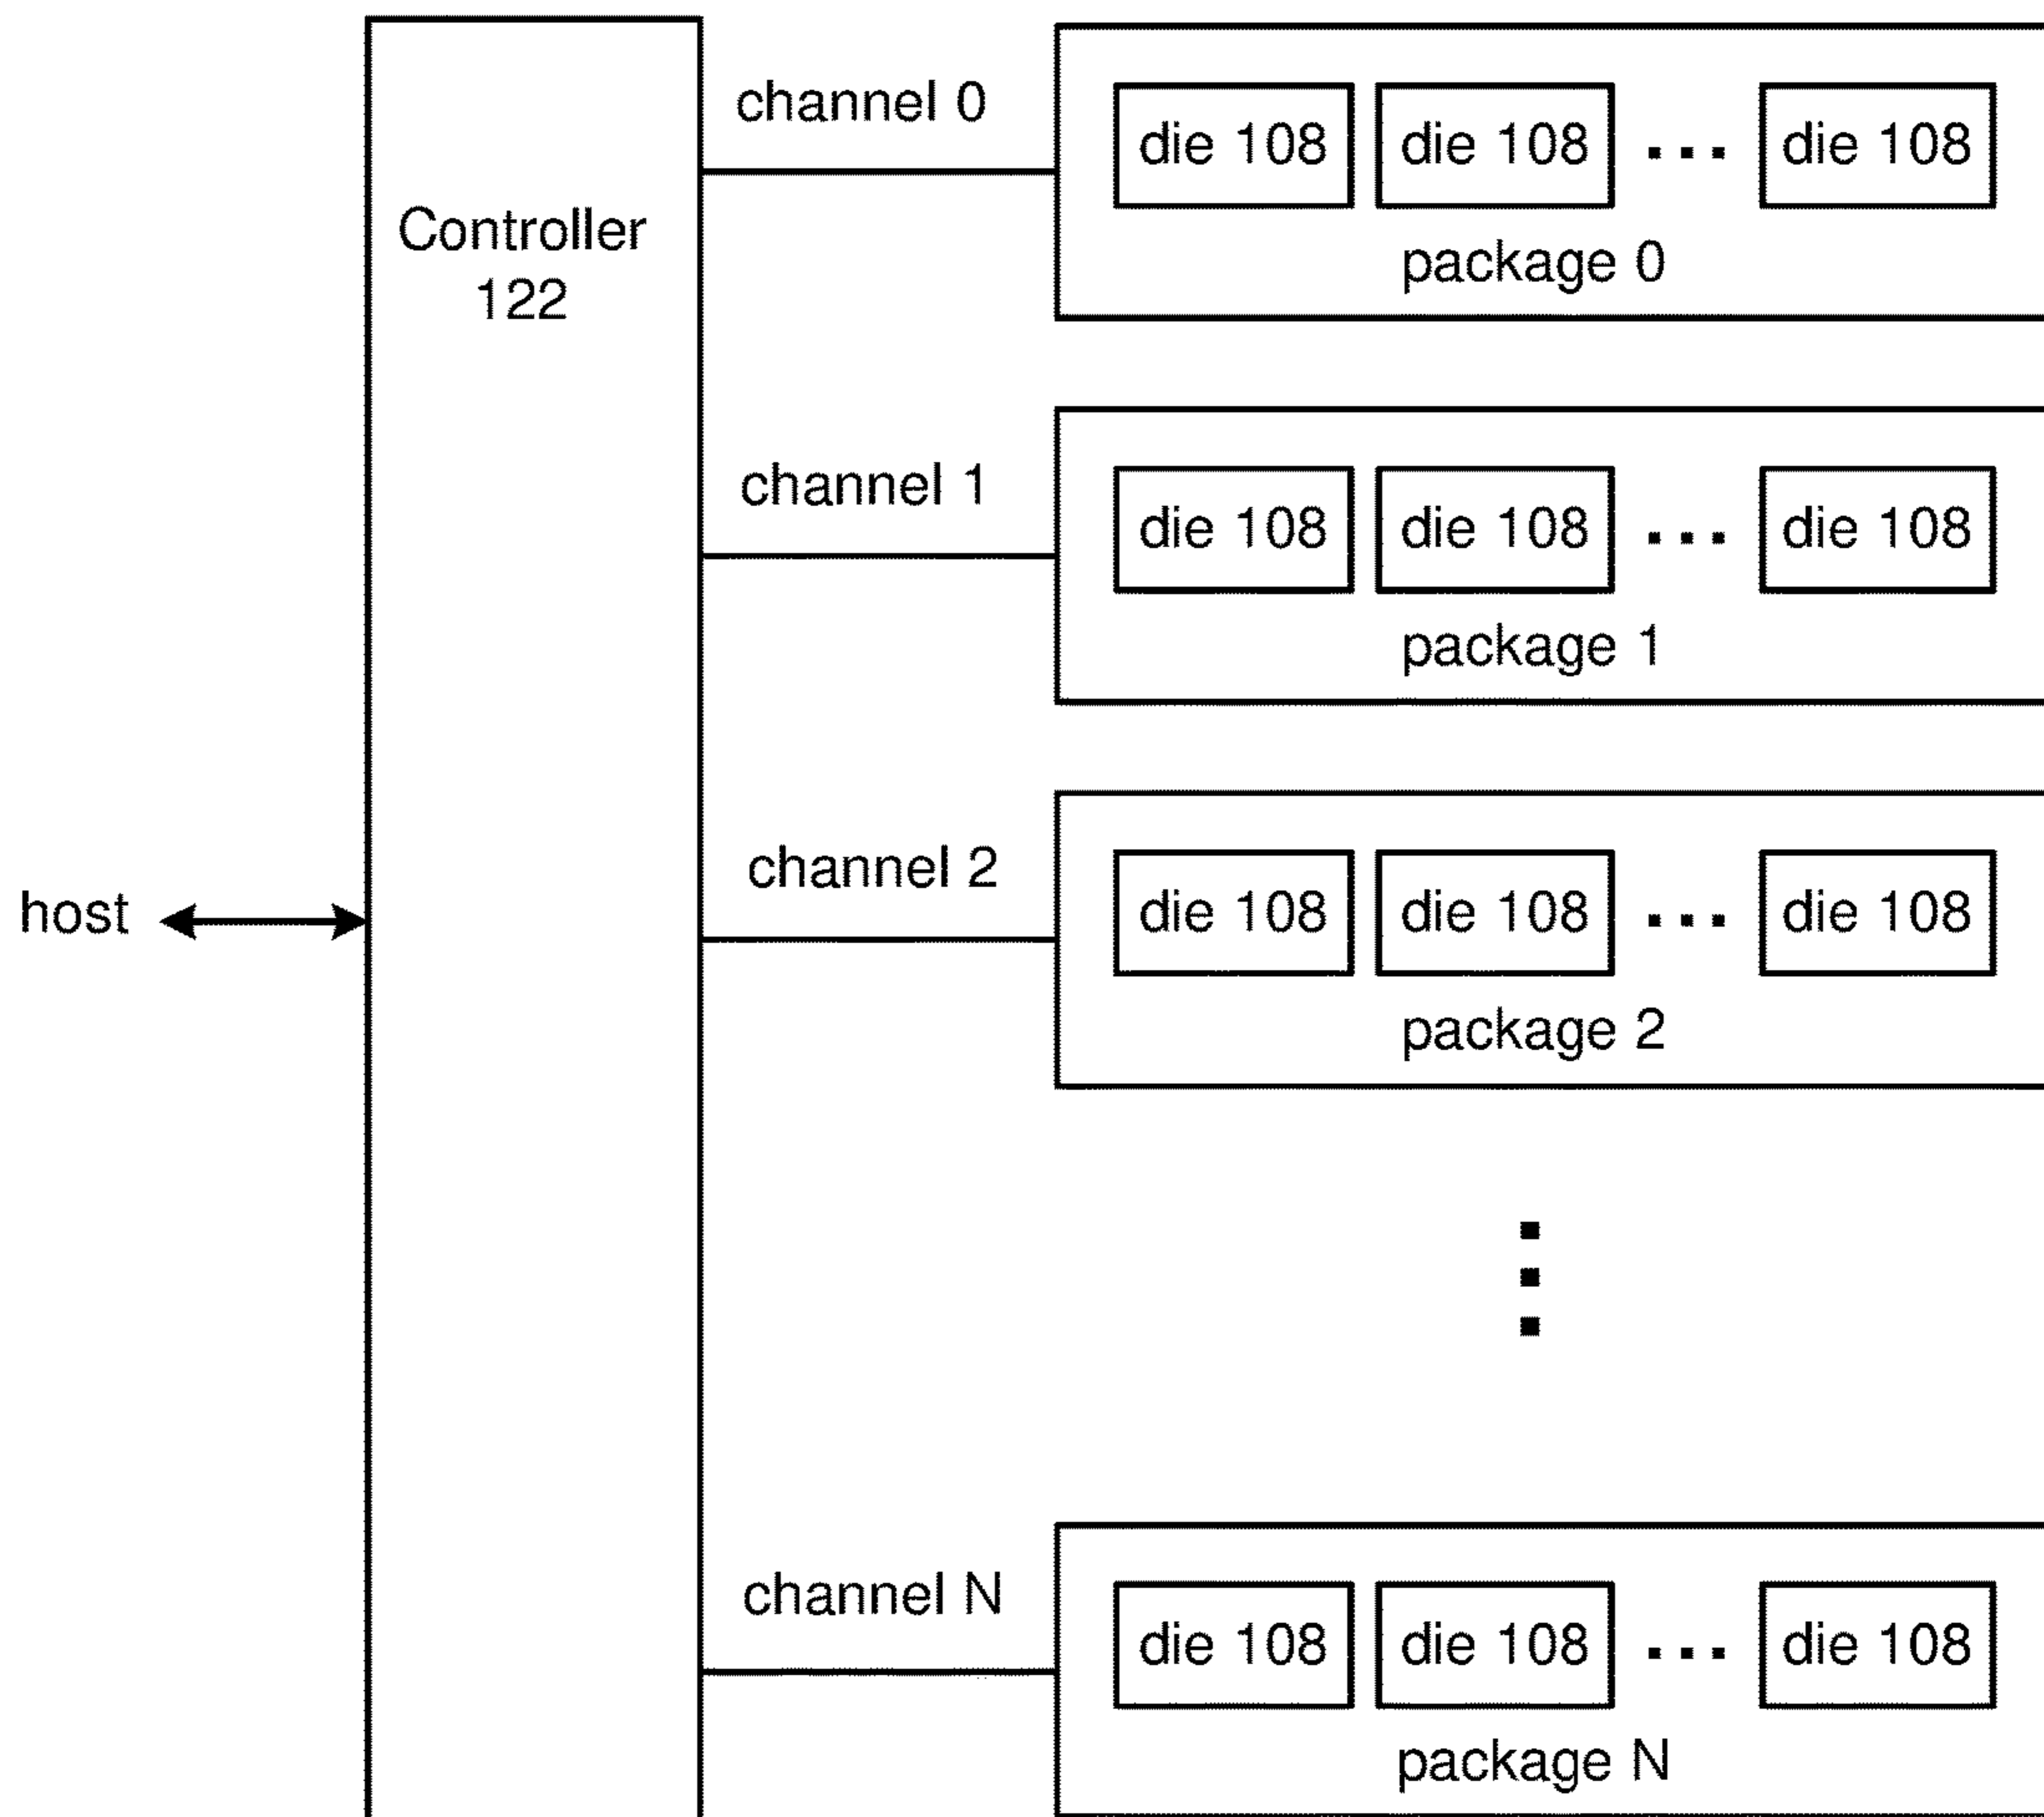 channel 0
die 108 die 108 ... die 108
package 0
Controller
122
channel 1
die 108 die 108 ... die 108
package 1
channel 2
die 108 die 108 ... die 108
package 2
host
channel N
die 108 die 108 ... die 108
package N